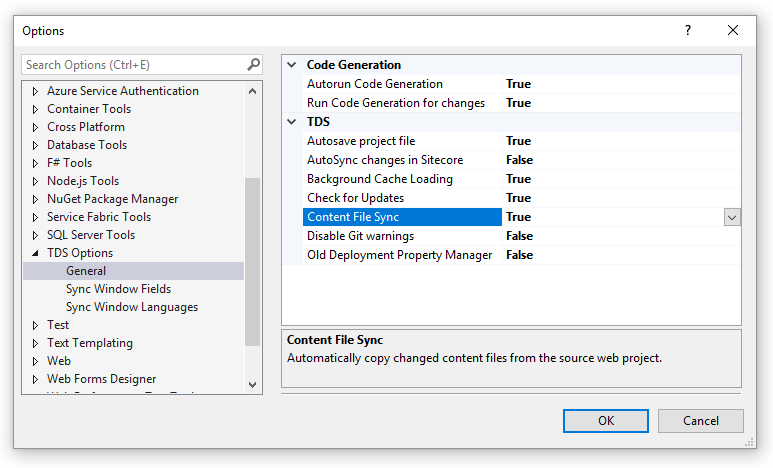 Options
?
Search Options (Ctrl+E)
Azure Service Authentication
Container Tools
Cross Platform
Database Tools
F# Tools
Node.js Tools
NuGet Package Manager
Service Fabric Tools
SQL Server Tools
TDS Options
General
Sync Window Fields
Sync Window Languages
Test
Text Templating
Web
Web Forms Designer
Code Generation
Autorun Code Generation True
Run Code Generation for changes True
TDS
Autosave project file True
AutoSync changes in Sitecore False
Background Cache Loading True
Check for Updates True
Content File Sync True
Disable Git warnings False
Old Deployment Property Manager False
Content File Sync
Automatically copy changed content files from the source web project.
OK Cancel